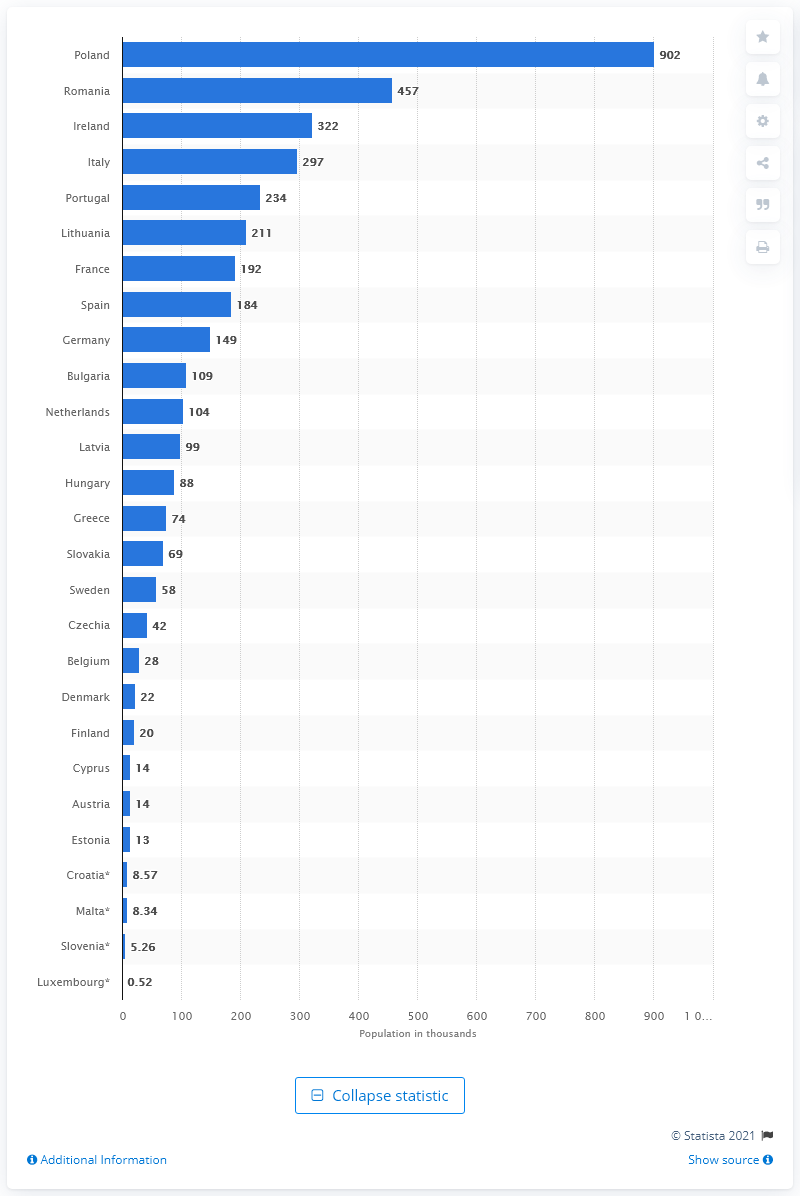 Poland 902
Romania 457
Ireland 322
Italy 297
Portugal 234
Lithuania 211
France 192
Spain 184
Germany 149
Bulgaria 109
Netherlands 104
Latvia 99
Hungary 88
Greece 74
Slovakia 69
Sweden 58
Czechia 42
Belgium 28
Denmark 22
Finland 20
Cyprus 14
Austria 14
Estonia 13
Croatia* 8.57
Malta* 8.34
Slovenia* 5.26
Luxembourg* 0.52
0 100 200 300 400 500 600 700 800 900 1 0...
Population in thousands
Collapse statistic
© Statista 2021
Additional Information Show source